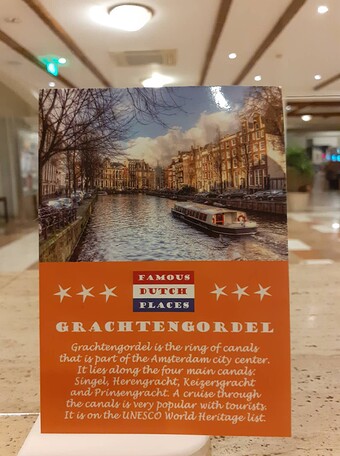 FAMOUS
DUTCH
PLACES
GRACHTENGORDEL
Grachtengordel is the ring of canals
that is part of the Amsterdam city center.
It lies along the four main canals:
Singel, Herengracht, Keizersgracht
and Prinsengracht. A cruise through
the canals is very popular with tourists.
It is on the UNESCO World Heritage list.